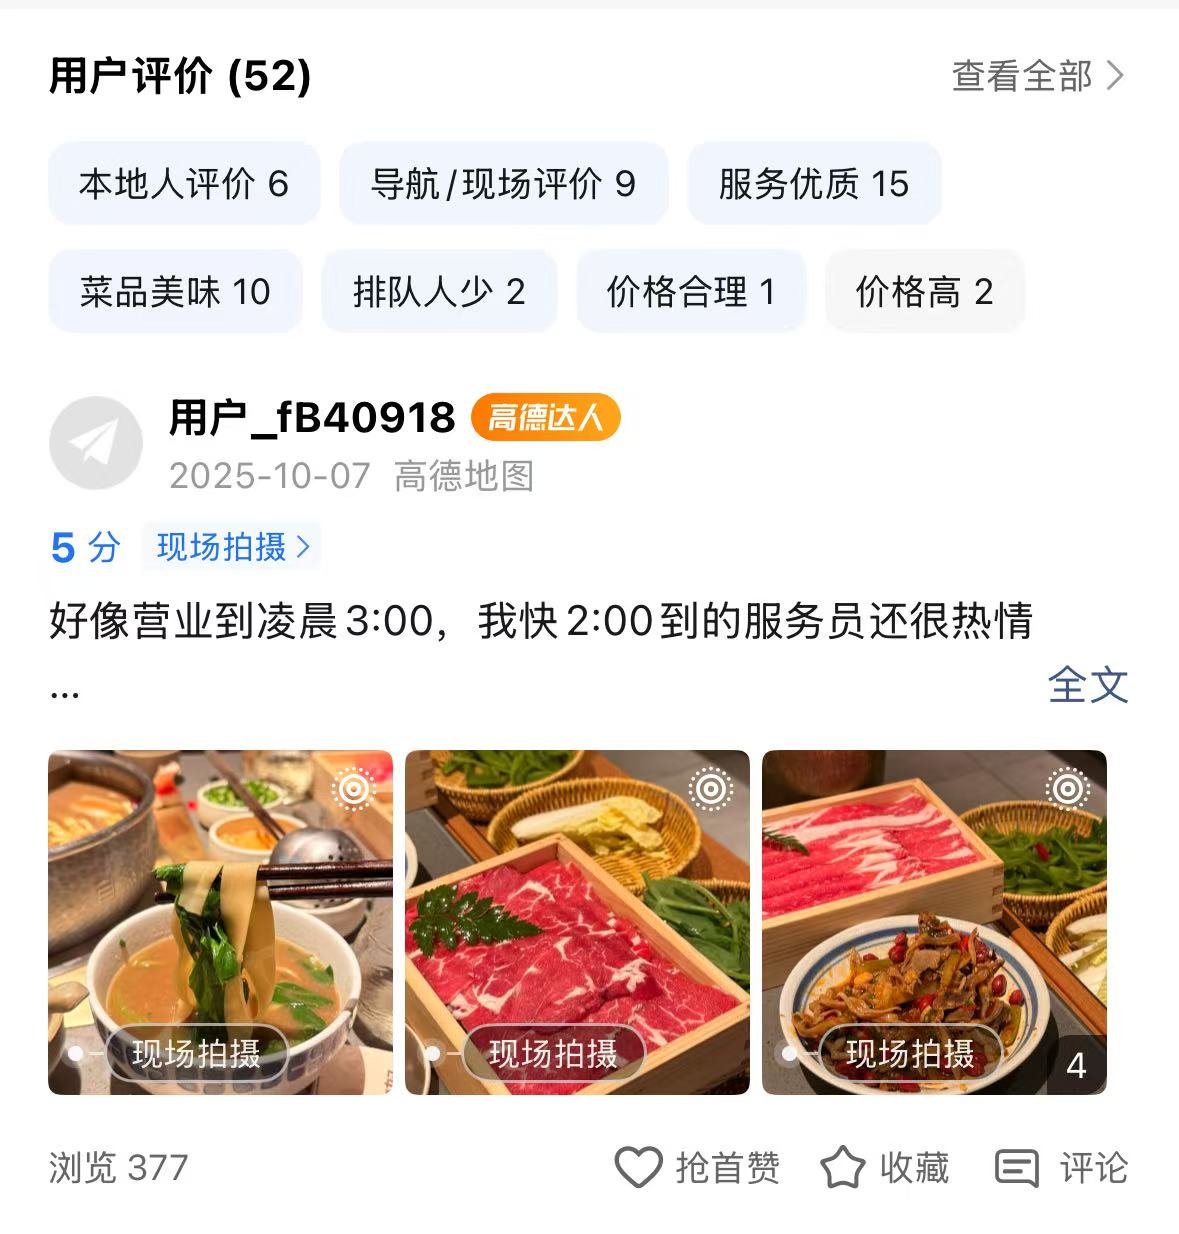 用户评价 (52)
查看全部 >
本地人评价 6
导航/现场评价 9
服务优质 15
菜品美味 10
排队人少 2
价格合理 1
价格高 2
用户_fB40918 高德达人
2025-10-07 高德地图
5 分 现场拍摄 >
好像营业到凌晨3:00，我快2:00到的服务员还很热情
...
全文
现场拍摄
现场拍摄
现场拍摄
4
浏览 377
抢首赞
收藏
评论